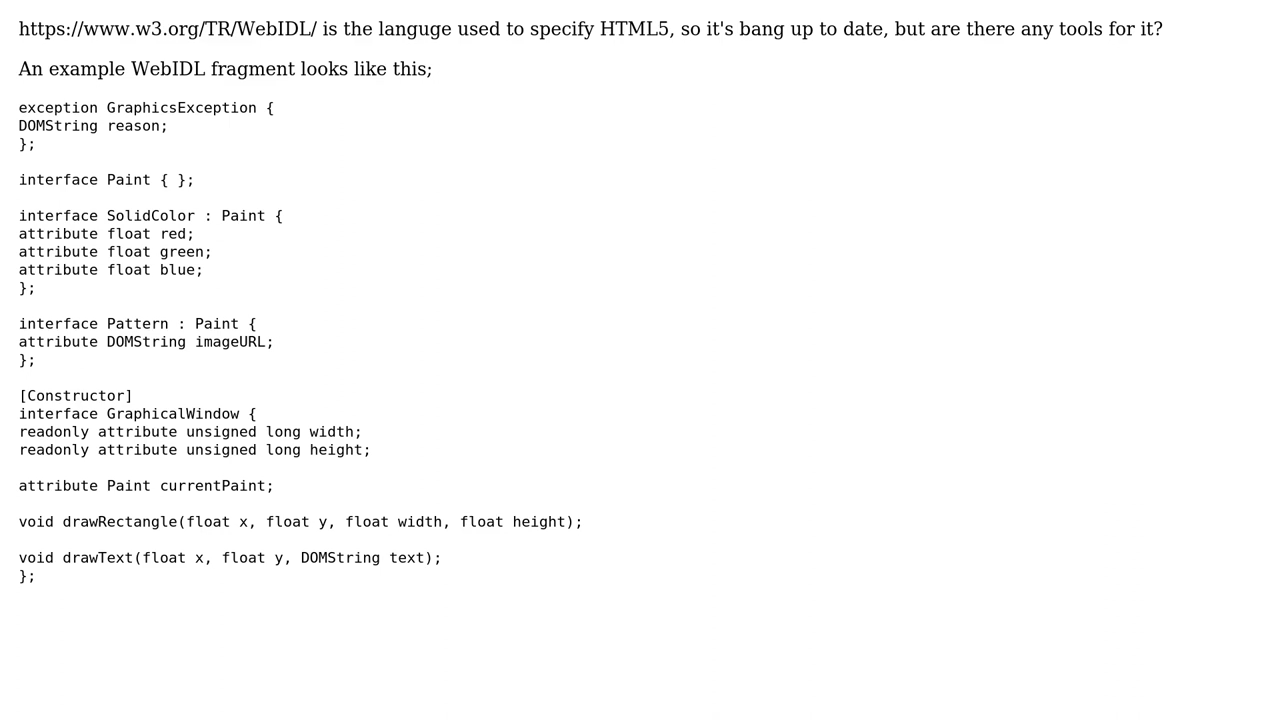 https://www.w3.org/TR/WebIDL/ is the languge used to specify HTML5, so it's bang up to date, but are there any tools for it?
An example WebIDL fragment looks like this;
exception GraphicsException {
DOMString reason;
};
interface Paint { };
interface SolidColor : Paint {
attribute float red;
attribute float green;
attribute float blue;
};
interface Pattern : Paint {
attribute DOMString imageURL;
};
[Constructor]
interface GraphicalWindow {
readonly attribute unsigned long width;
readonly attribute unsigned long height;
attribute Paint currentPaint;
void drawRectangle(float x, float y, float width, float height);
void drawText(float x, float y, DOMString text);
};